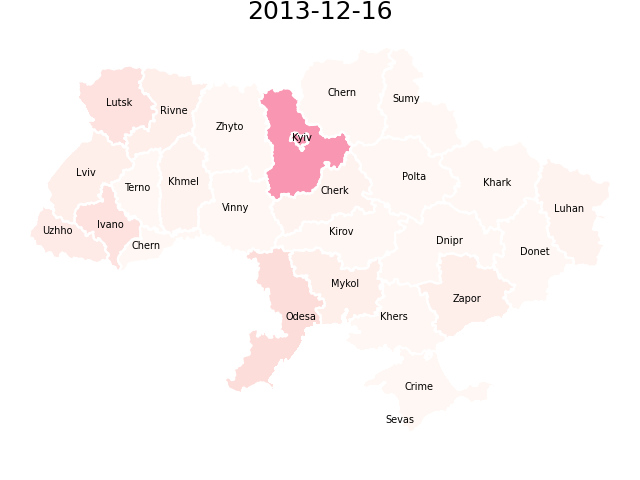 2013-12-16
Chern
Sumy
Lutsk
Rivne
Zhyto
Kyiv
Lviv
Terno
Khmel
Cherk
Polta
Khark
Luhan
Vinny
Uzhho
Ivano
Chern
Kirov
Dnipr
Donet
Mykol
Zapor
Odesa
Khers
Crime
Sevas